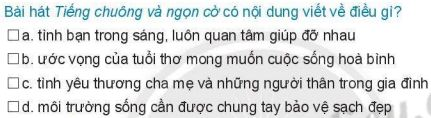 Bài hát Tiếng chuông và ngọn cờ có nội dung viết về điều gì?
☐ a. tình bạn trong sáng, luôn quan tâm giúp đỡ nhau
☐ b. ước vọng của tuổi thơ mong muốn cuộc sống hoà bình
☐ c. tình yêu thương cha mẹ và những người thân trong gia đình
☐ d. môi trường sống cần được chung tay bảo vệ sạch đẹp